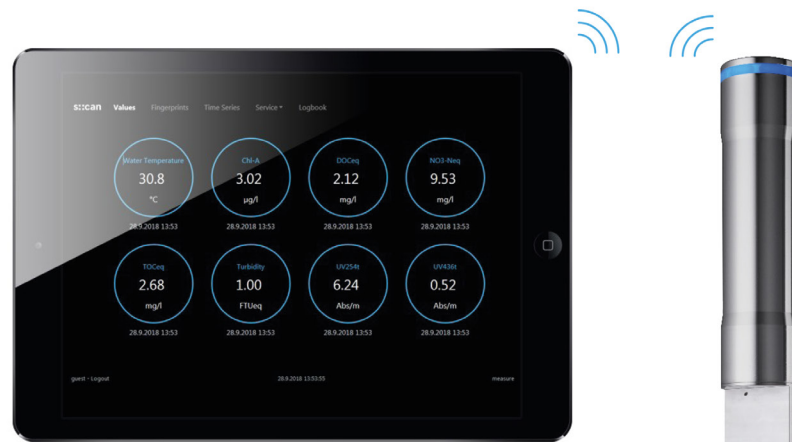 s::can Values Fingerprints Time Series Service Logbook
Water Temperature Chl-A DOCeq NO3-Neq
30.8 3.02 2.12 9.53
°C µg/l mg/l mg/l
28.9.2018 13:53 28.9.2018 13:53 28.9.2018 13:53 28.9.2018 13:53
TOCeq Turbidity UV254t UV436t
2.68 1.00 6.24 0.52
mg/l FTUeq Abs/m Abs/m
28.9.2018 13:53 28.9.2018 13:53 28.9.2018 13:53 28.9.2018 13:53
guest - Logout 28.9.2018 13:53:55 measure